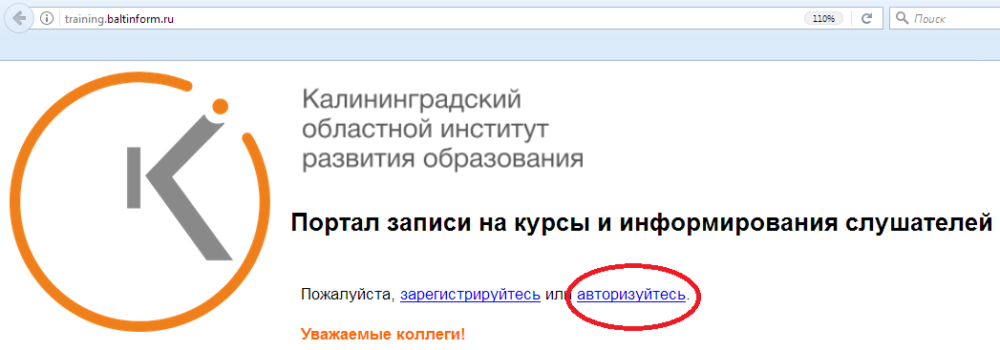 training.baltinform.ru
110%
Поиск
Калининградский
областной институт
развития образования
Портал записи на курсы и информирования слушателей
Пожалуйста, зарегистрируйтесь или авторизуйтесь.
Уважаемые коллеги!